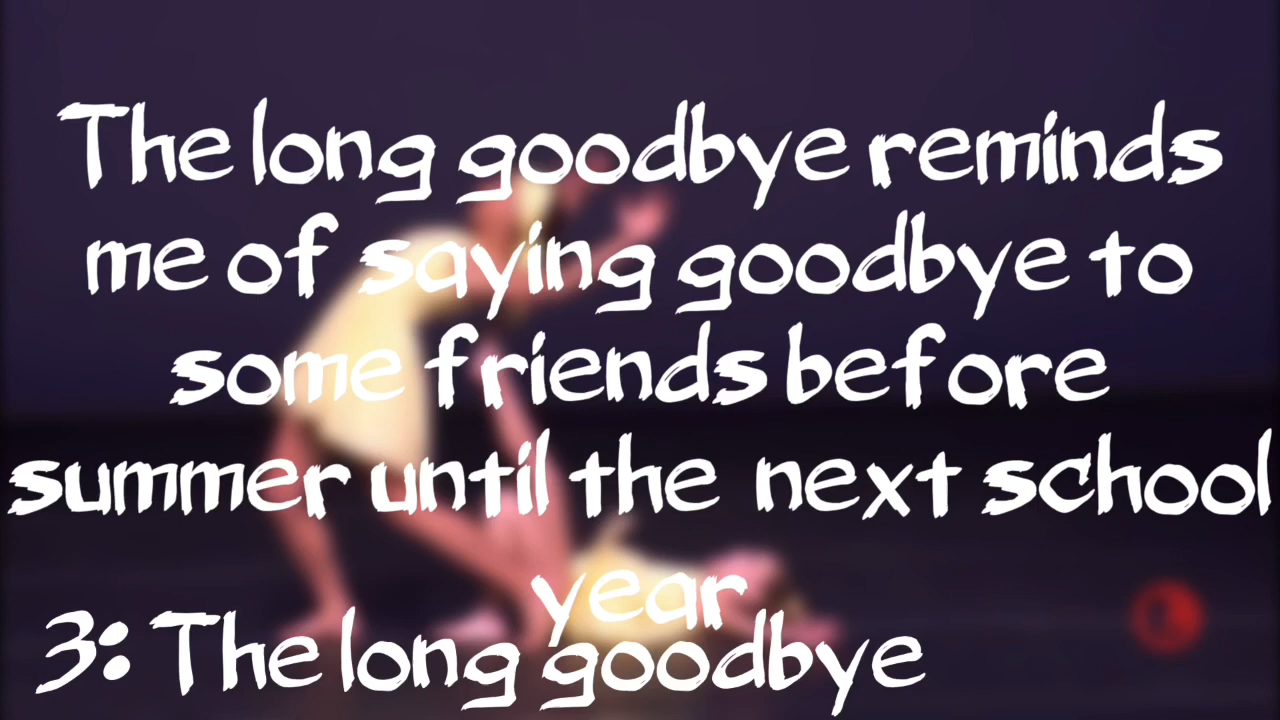 The long goodbye reminds
me of saying goodbye to
some friends before
summer until the next school
year
3: The long goodbye